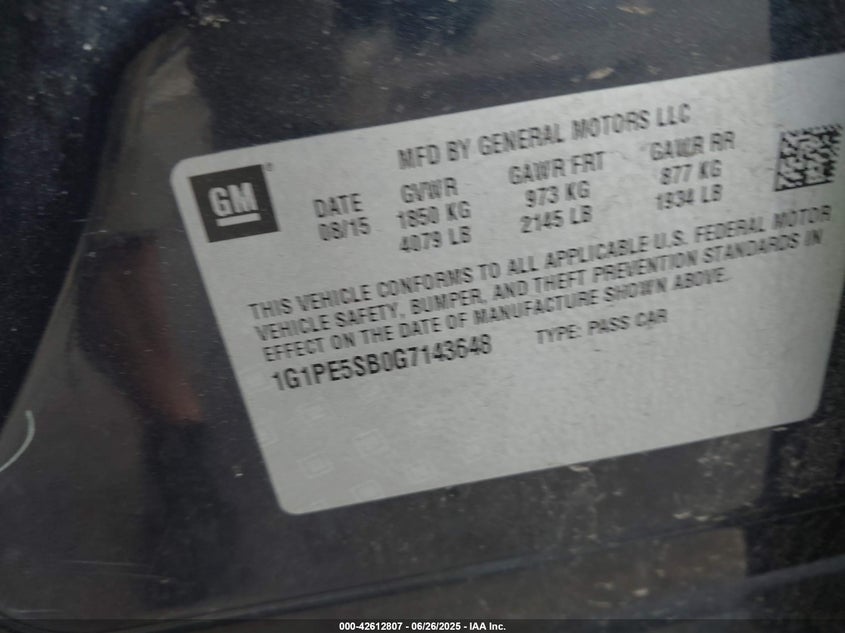 GM®
MFD BY GENERAL MOTORS LLC
DATE GVWR GAWR FRT GAWR RR
08/15 1850 KG 973 KG 877 KG
4079 LB 2145 LB 1934 LB
THIS VEHICLE CONFORMS TO ALL APPLICABLE U.S. FEDERAL MOTOR
VEHICLE SAFETY, BUMPER, AND THEFT PREVENTION STANDARDS IN
EFFECT ON THE DATE OF MANUFACTURE SHOWN ABOVE.
1G1PE5SB0G7143648 TYPE: PASS CAR
000-42612807 - 06/26/2025 - IAA Inc.